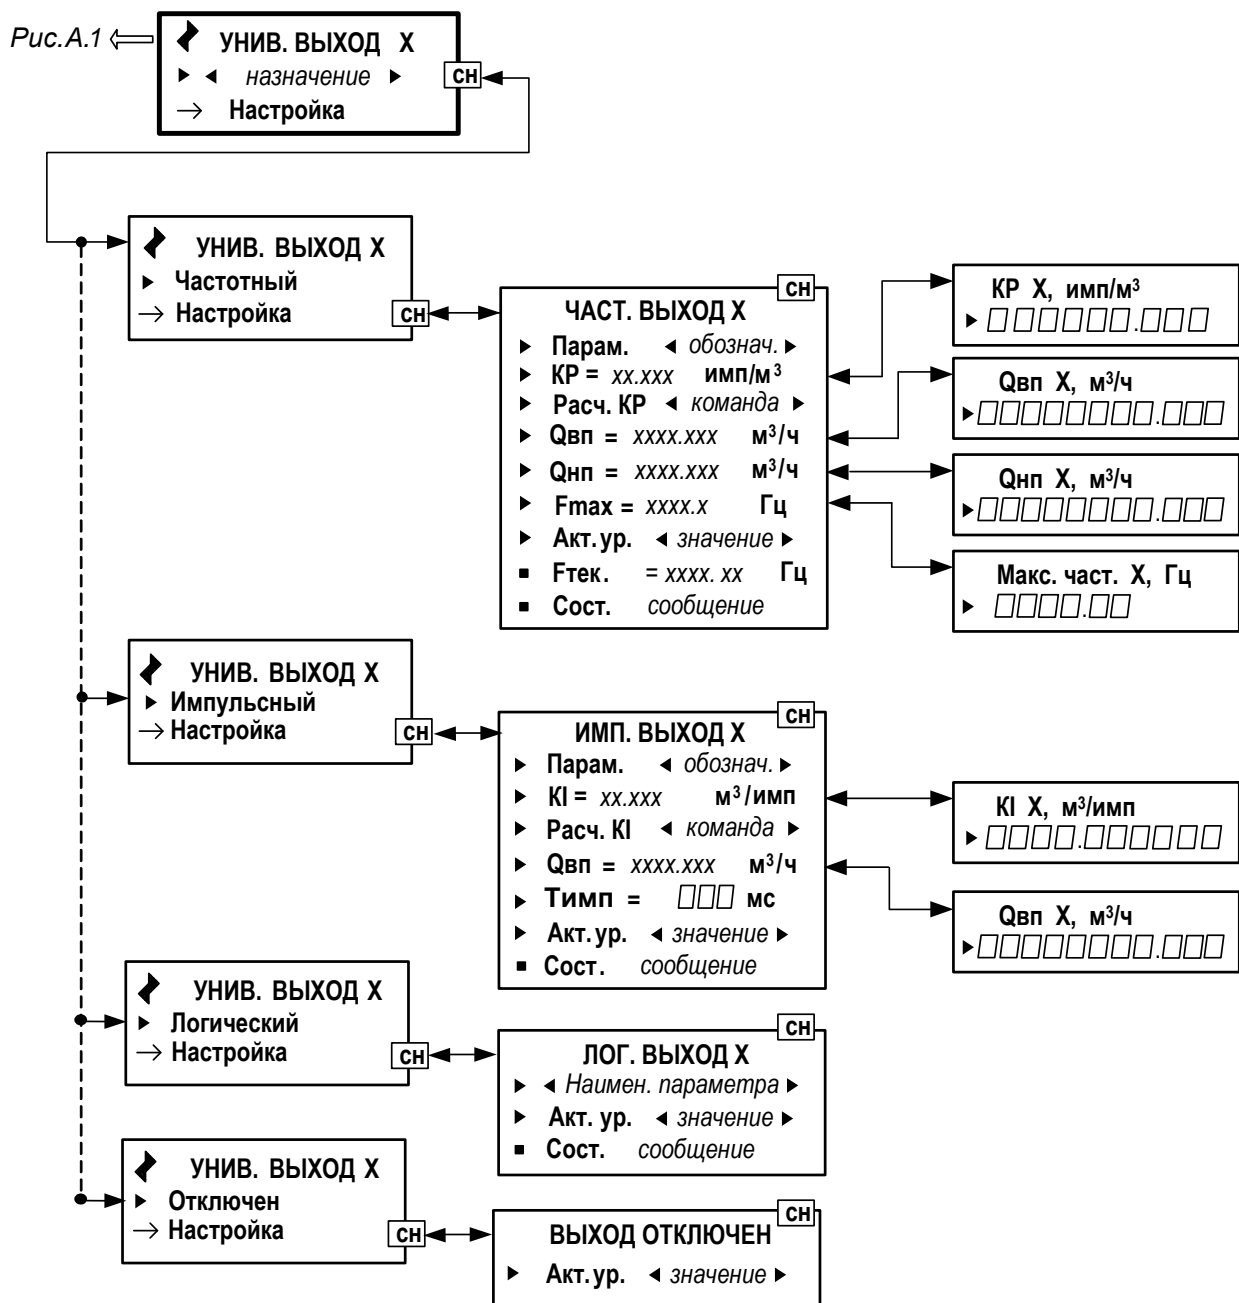 Рис.А.1
УНИВ. ВЫХОД X
назначение
Настройка
СН
УНИВ. ВЫХОД X
Частотный
Настройка
СН
СН
ЧАСТ. ВЫХОД X
Парам. обознач.
КР = хх.ххх имп/м³
Расч. КР команда
Qвп = хххх.ххх м³/ч
Qнп = хххх.ххх м³/ч
Fmax = хххх.х Гц
Акт.ур. значение
Fтек. = хххх. хх Гц
Сост. сообщение
КР X, имп/м³
Qвп X, м³/ч
Qнп X, м³/ч
Макс. част. X, Гц
УНИВ. ВЫХОД X
Импульсный
Настройка
СН
СН
ИМП. ВЫХОД X
Парам. обознач.
KI = хх.ххх м³/имп
Расч. KI команда
Qвп = хххх.ххх м³/ч
Тимп = мс
Акт.ур. значение
Сост. сообщение
KI X, м³/имп
Qвп X, м³/ч
УНИВ. ВЫХОД X
Логический
Настройка
СН
СН
ЛОГ. ВЫХОД X
Наимен. параметра
Акт. ур. значение
Сост. сообщение
УНИВ. ВЫХОД X
Отключен
Настройка
СН
СН
ВЫХОД ОТКЛЮЧЕН
Акт.ур. значение